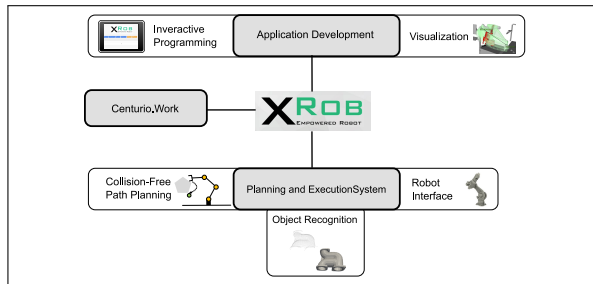 Inveractive
Programming
Application Development
Visualization
Centurio.Work
XROB
EMPOWERED ROBOT
Collision-Free
Path Planning
Planning and ExecutionSystem
Robot
Interface
Object Recognition